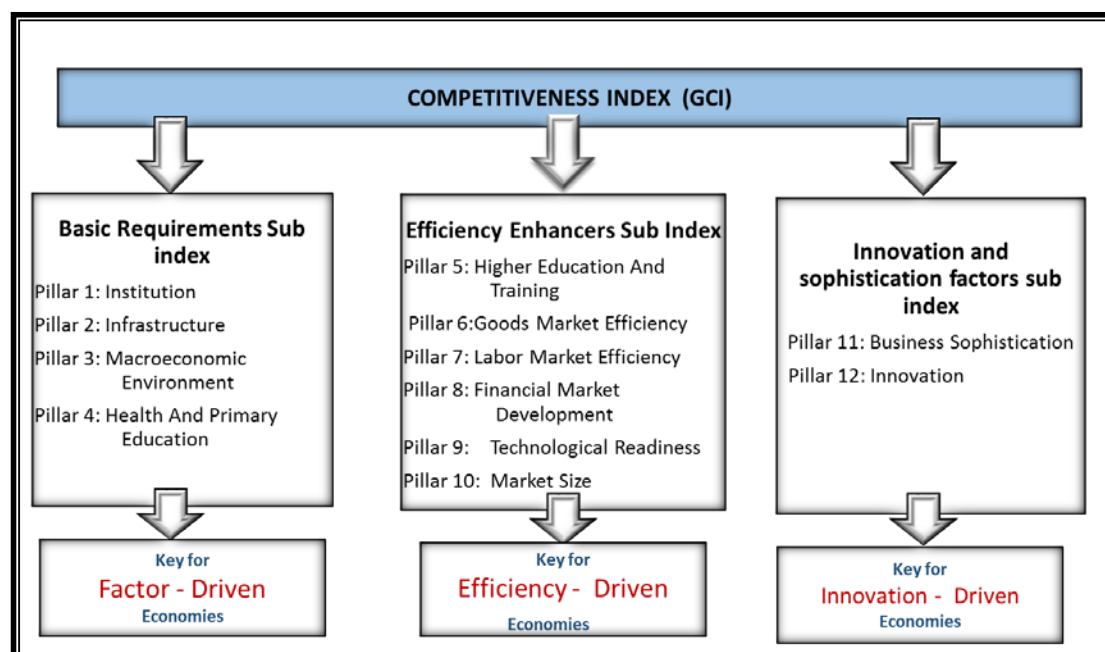 COMPETITIVENESS INDEX (GCI)
Basic Requirements Sub
index
Pillar 1: Institution
Pillar 2: Infrastructure
Pillar 3: Macroeconomic
Environment
Pillar 4: Health And Primary
Education
Key for
Factor - Driven
Economies
Efficiency Enhancers Sub Index
Pillar 5: Higher Education And
Training
Pillar 6:Goods Market Efficiency
Pillar 7: Labor Market Efficiency
Pillar 8: Financial Market
Development
Pillar 9: Technological Readiness
Pillar 10: Market Size
Key for
Efficiency - Driven
Economies
Innovation and
sophistication factors sub
index
Pillar 11: Business Sophistication
Pillar 12: Innovation
Key for
Innovation - Driven
Economies